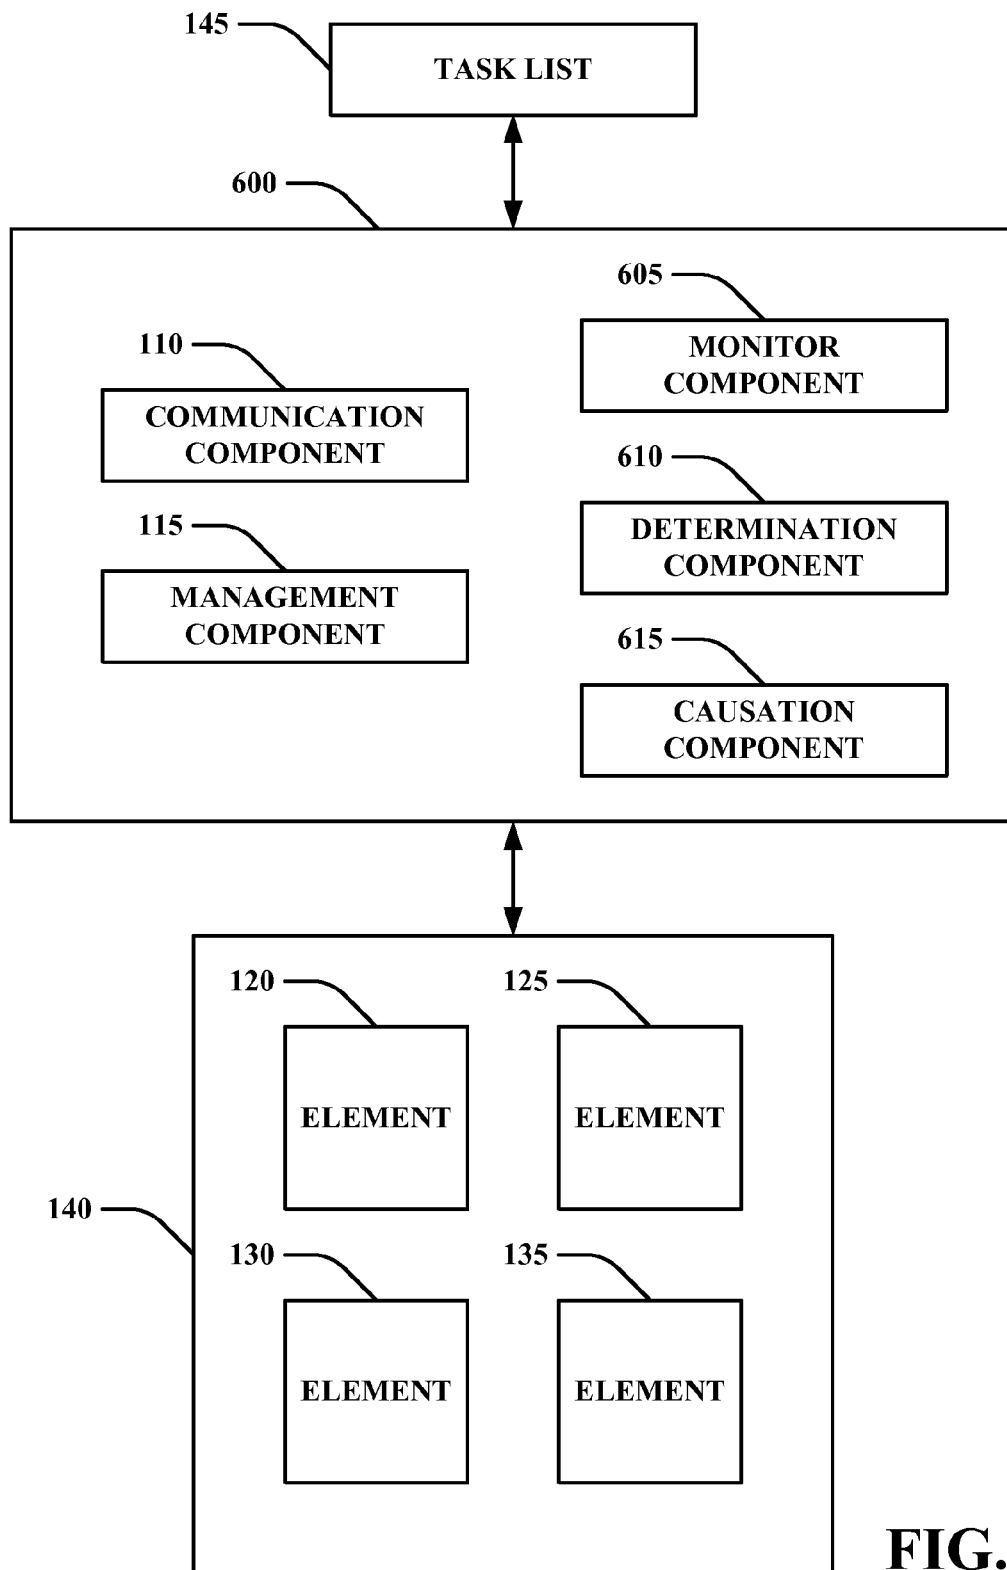 145
TASK LIST
600
605
MONITOR
COMPONENT
110
COMMUNICATION
COMPONENT
610
DETERMINATION
COMPONENT
115
MANAGEMENT
COMPONENT
615
CAUSATION
COMPONENT
120
125
ELEMENT
ELEMENT
140
130
135
ELEMENT
ELEMENT
FIG.